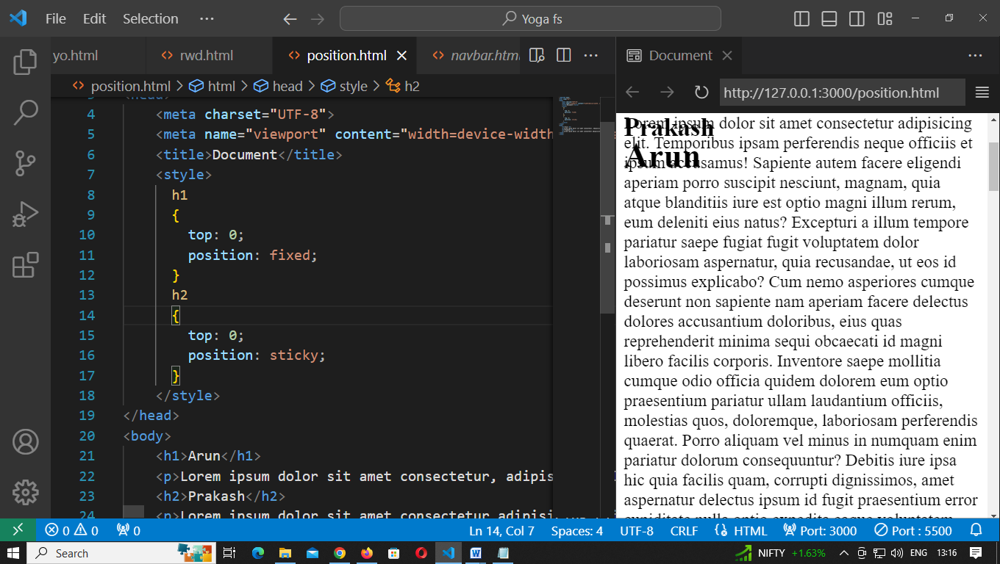 File Edit Selection ··· Yoga fs
yo.html rwd.html position.html navbar.htm
position.html > html > head > style > h2
4 <meta charset="UTF-8">
5 <meta name="viewport" content="width=device-width
6 <title>Document</title>
7 <style>
8 h1
9 {
10 top: 0;
11 position: fixed;
12 }
13 h2
14 {
15 top: 0;
16 position: sticky;
17 }
18 </style>
19 </head>
20 <body>
21 <h1>Arun</h1>
22 <p>Lorem ipsum dolor sit amet consectetur, adipis
23 <h2>Prakash</h2>
24 <p>Lorem ipsum dolor sit amet consectetur adipisi
Document
http://127.0.0.1:3000/position.html
Prakash
Arun
Lorem ipsum dolor sit amet consectetur adipisicing
elit. Temporibus ipsam perferendis neque officiis et
ipsum accusamus! Sapiente autem facere eligendi
aperiam porro suscipit nesciunt, magnam, quia
atque blanditiis iure est optio magni illum rerum,
eum deleniti eius natus? Excepturi a illum tempore
pariatur saepe fugiat fugit voluptatem dolor
laboriosam aspernatur, quia recusandae, ut eos id
possimus explicabo? Cum nemo asperiores cumque
deserunt non sapiente nam aperiam facere delectus
dolores accusantium doloribus, eius quas
reprehenderit minima sequi obcaecati id magni
libero facilis corporis. Inventore saepe mollitia
cumque odio officia quidem dolorem eum optio
praesentium pariatur ullam laudantium officiis,
molestias quos, doloremque, laboriosam perferendis
quaerat. Porro aliquam vel minus in numquam enim
pariatur dolorum consequuntur? Debitis iure ipsa
hic quia facilis quam, corrupti dignissimos, amet
aspernatur delectus ipsum id fugit praesentium error
0 0 0 Ln 14, Col 7 Spaces: 4 UTF-8 CRLF HTML Port: 3000 Port : 5500
Search NIFTY +1.63% ENG 13:16